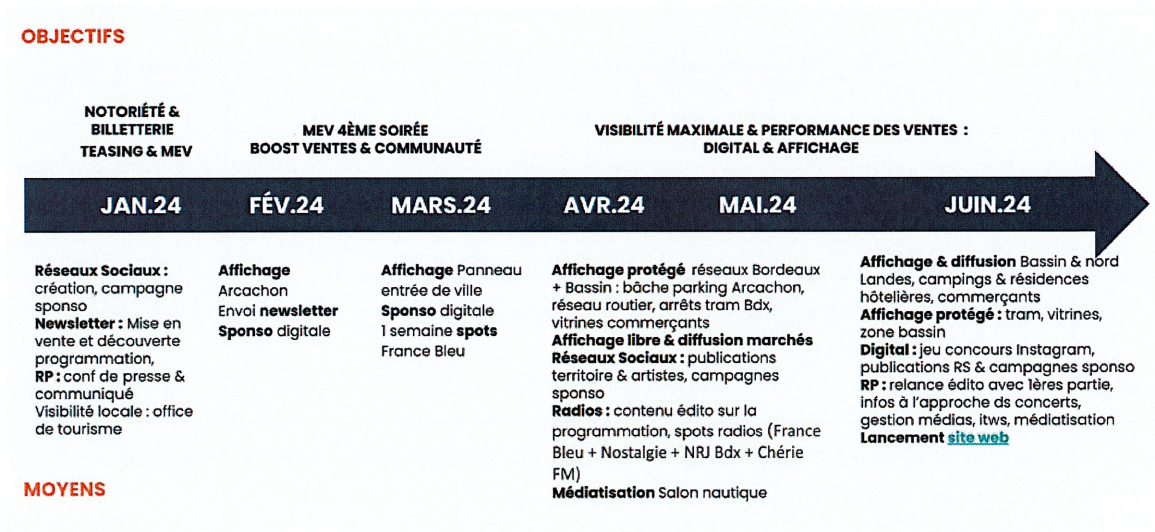 OBJECTIFS
NOTORIÉTÉ &
BILLETTERIE
TEASING & MEV
MEV 4ÈME SOIRÉE
BOOST VENTES & COMMUNAUTÉ
VISIBILITÉ MAXIMALE & PERFORMANCE DES VENTES :
DIGITAL & AFFICHAGE
JAN.24
FÉV.24
MARS.24
AVR.24
MAI.24
JUIN.24
Réseaux Sociaux :
création, campagne
sponso
Newsletter : Mise en
vente et découverte
programmation,
RP : conf de presse &
communiqué
Visibilité locale : office
de tourisme
Affichage
Arcachon
Envoi newsletter
Sponso digitale
Affichage Panneau
entrée de ville
Sponso digitale
1 semaine spots
France Bleu
Affichage protégé réseaux Bordeaux
+ Bassin : bâche parking Arcachon,
réseau routier, arrêts tram Bdx,
vitrines commerçants
Affichage libre & diffusion marchés
Réseaux Sociaux : publications
territoire & artistes, campagnes
sponso
Radios : contenu édito sur la
programmation, spots radios (France
Bleu + Nostalgie + NRJ Bdx + Chérie
FM)
Médiatisation Salon nautique
Affichage & diffusion Bassin & nord
Landes, campings & résidences
hôtelières, commerçants
Affichage protégé : tram, vitrines,
zone bassin
Digital : jeu concours Instagram,
publications RS & campagnes sponso
RP : relance édito avec 1ères partie,
infos à l'approche ds concerts,
gestion médias, itws, médiatisation
Lancement site web
MOYENS